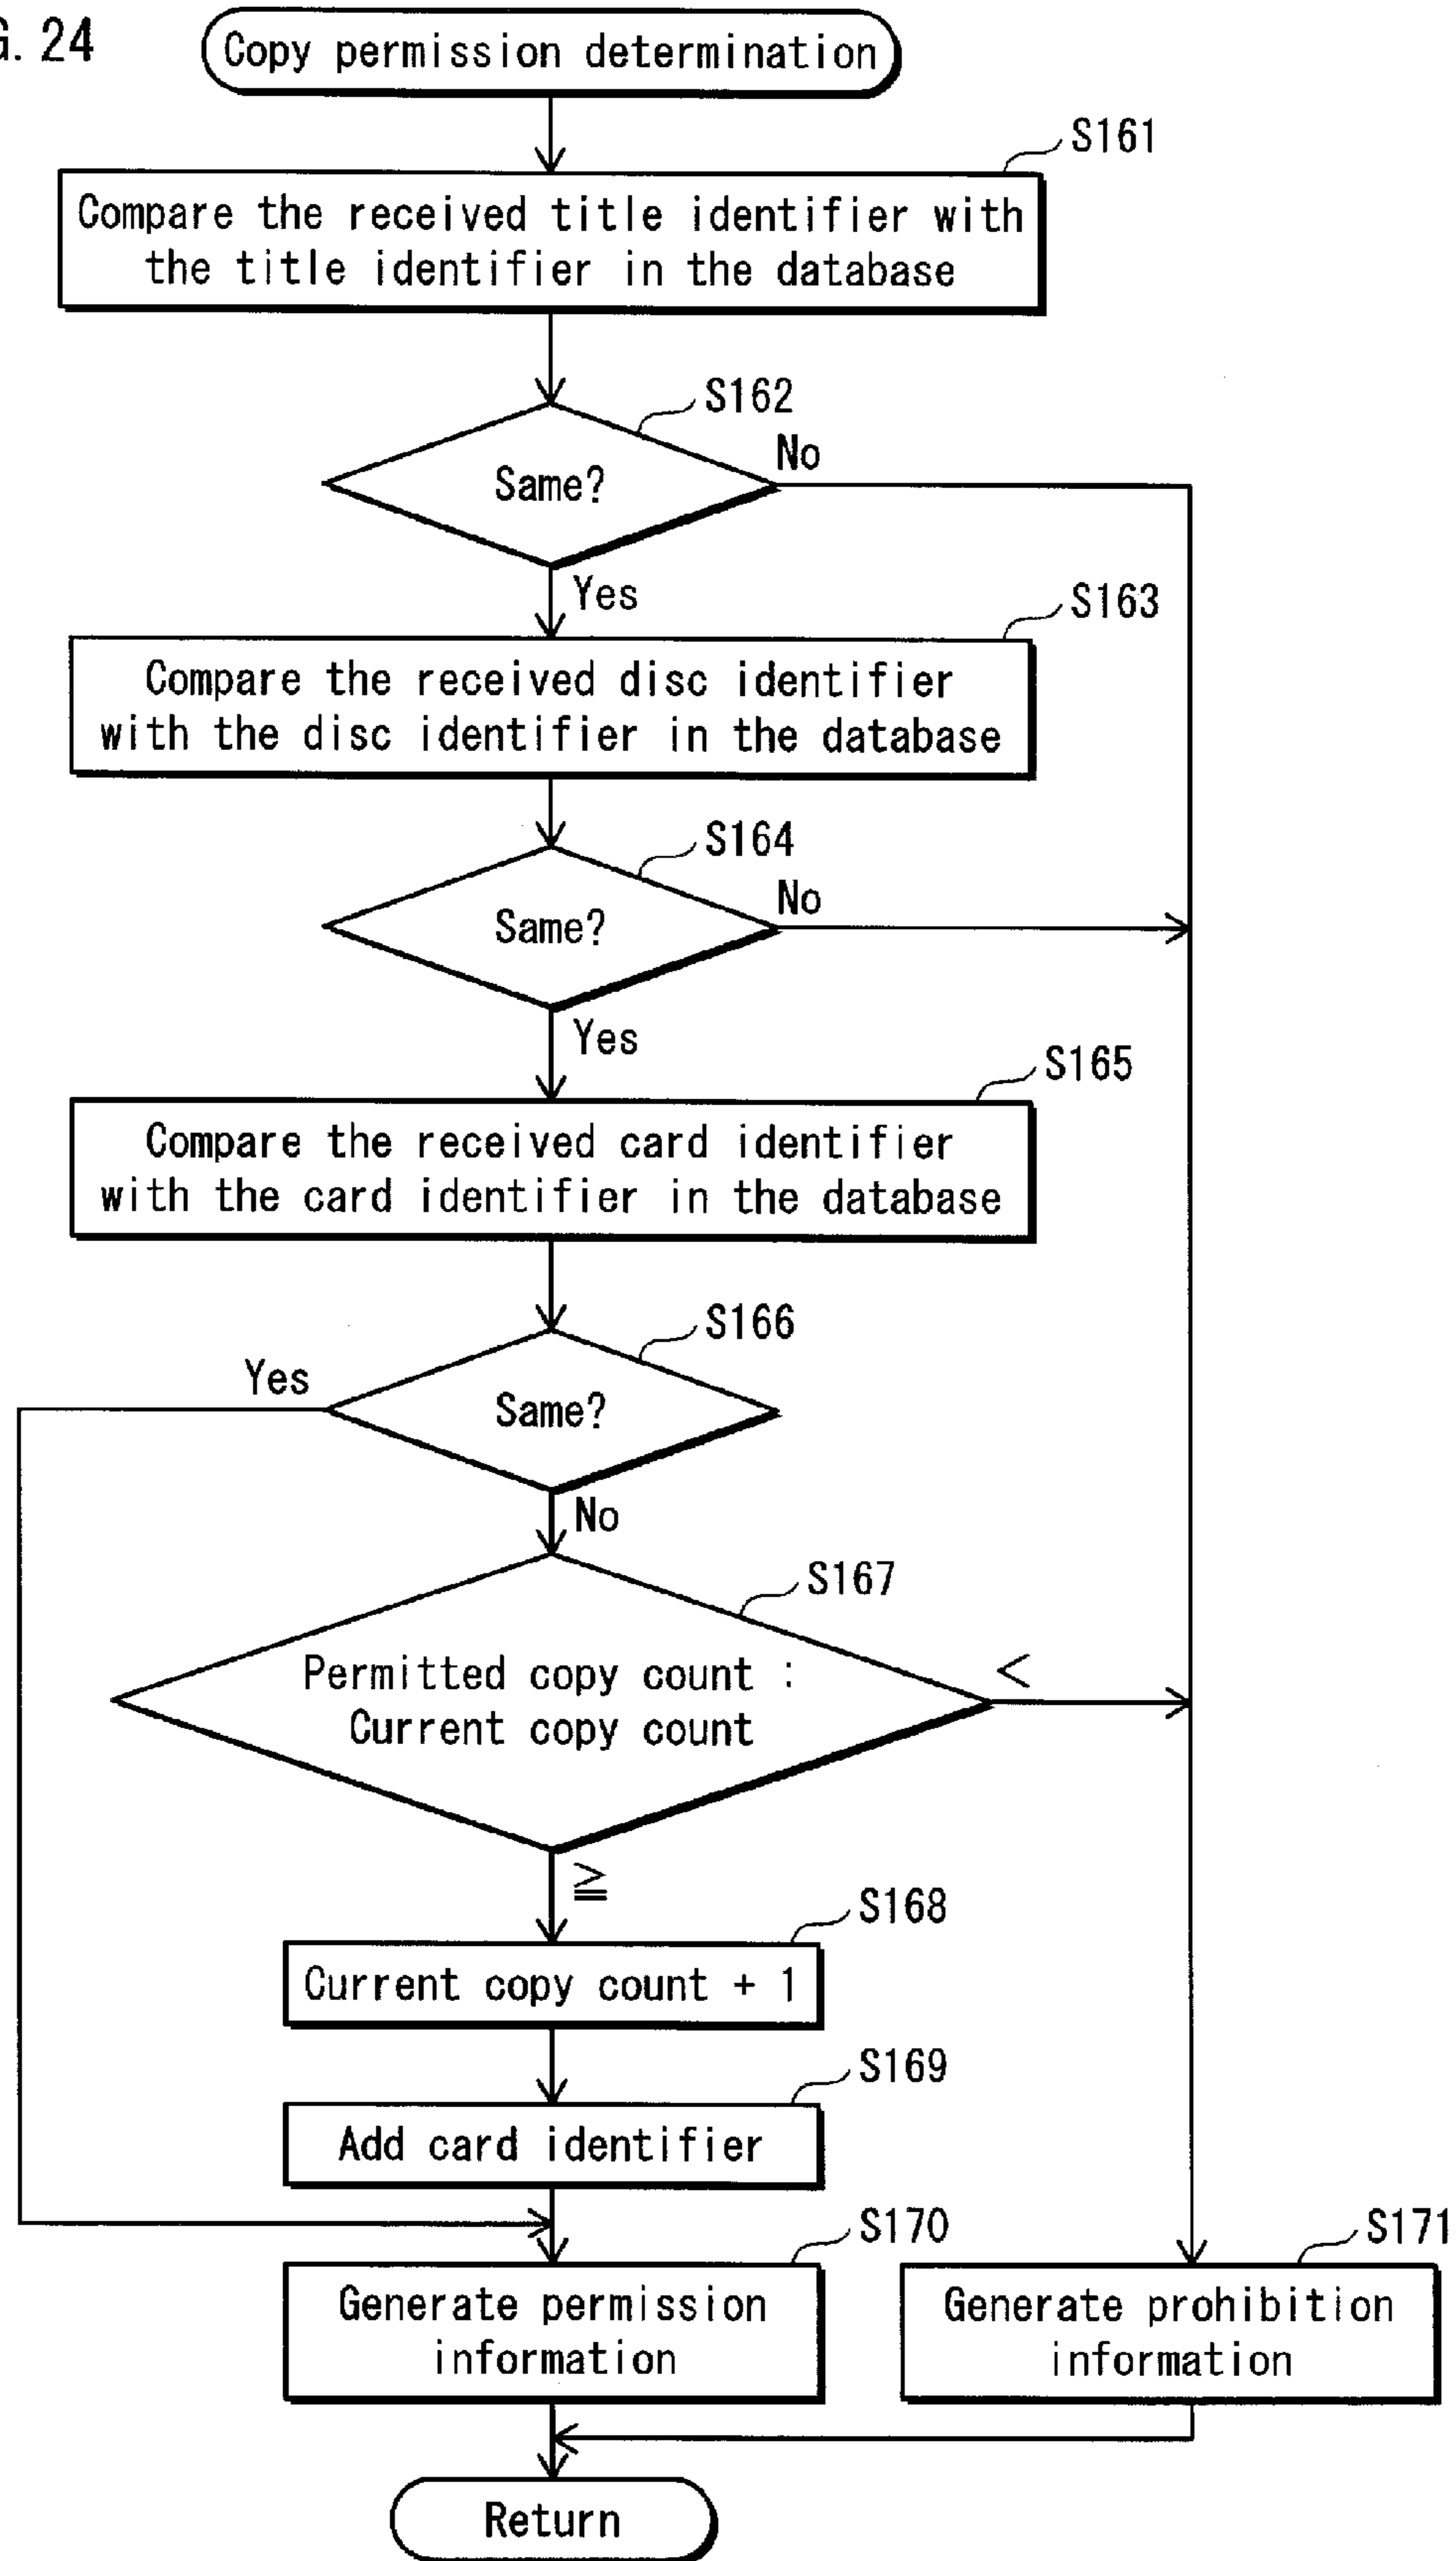 G. 24
Copy permission determination
S161
Compare the received title identifier with
the title identifier in the database
S162
Same?
No
Yes
S163
Compare the received disc identifier
with the disc identifier in the database
S164
Same?
No
Yes
S165
Compare the received card identifier
with the card identifier in the database
S166
Yes
Same?
No
S167
Permitted copy count :
Current copy count
<
≧
S168
Current copy count + 1
S169
Add card identifier
S170
Generate permission
information
S171
Generate prohibition
information
Return